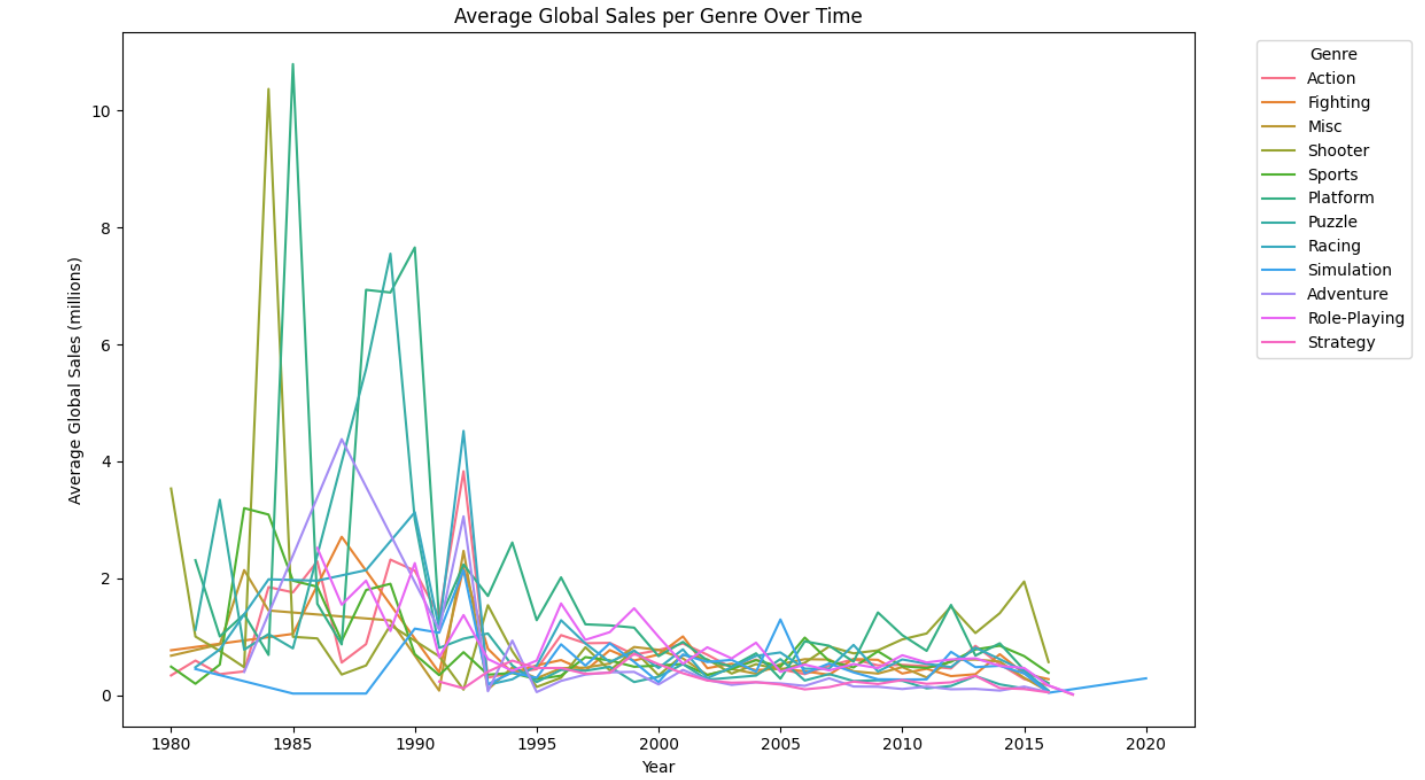 Average Global Sales per Genre Over Time
Average Global Sales (millions)
10
8
6
4
2
0
1980 1985 1990 1995 2000 2005 2010 2015 2020
Year
Genre
Action
Fighting
Misc
Shooter
Sports
Platform
Puzzle
Racing
Simulation
Adventure
Role-Playing
Strategy